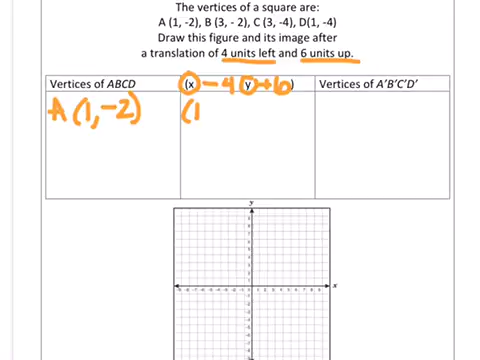 The vertices of a square are:
A (1, -2), B (3, - 2), C (3, -4), D(1, -4)
Draw this figure and its image after
a translation of 4 units left and 6 units up.
Vertices of ABCD
(x - 4 y + 6 )
Vertices of A'B'C'D'
A (1, -2)
(1
y
x